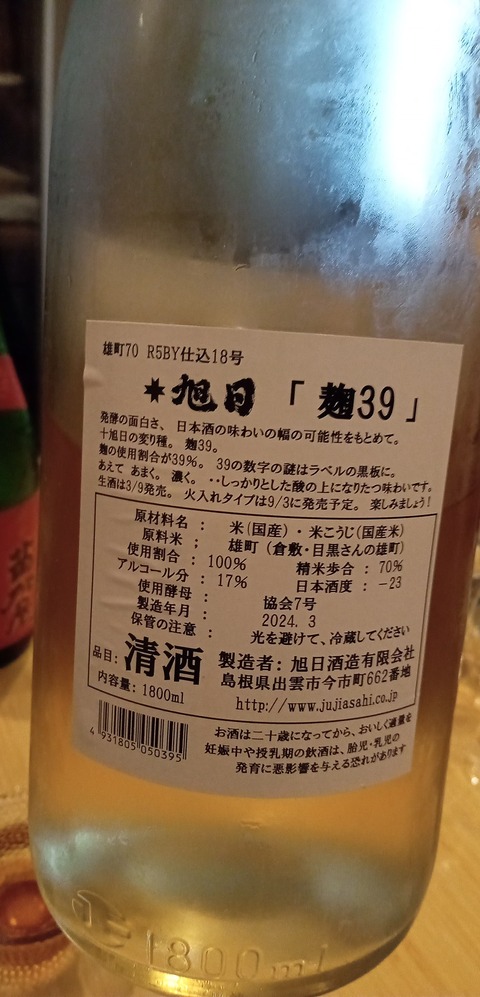 雄町70 R5BY仕込18号
旭日 「麹39」
発酵の面白さ、日本酒の味わいの幅の可能性をもとめて。
十旭日の変り種。 麹39。
麹の使用割合が39%。 39の数字の謎はラベルの黒板に。
あえて あまく。 濃く。 ‥しっかりとした酸の上になりたつ味わいです。
生酒は3/9発売。 火入れタイプは9/3に発売予定。 楽しみましょう!
原材料名 : 米(国産)・米こうじ(国産米)
原料米 : 雄町(倉敷・目黒さんの雄町)
使用割合 : 100% 精米歩合 : 70%
アルコール分 : 17% 日本酒度 : -23
使用酵母 : 協会7号
製造年月 : 2024. 3
保管の注意 : 光を避けて、冷蔵してください
品目: 清酒 製造者: 旭日酒造有限会社
島根県出雲市今市町662番地
内容量: 1800ml http://www.jujiasahi.co.jp
4931805050395
お酒は二十歳になってから、おいしく適量を
妊娠中や授乳期の飲酒は、胎児・乳児の
発育に悪影響を与える恐れがあります
1800ml